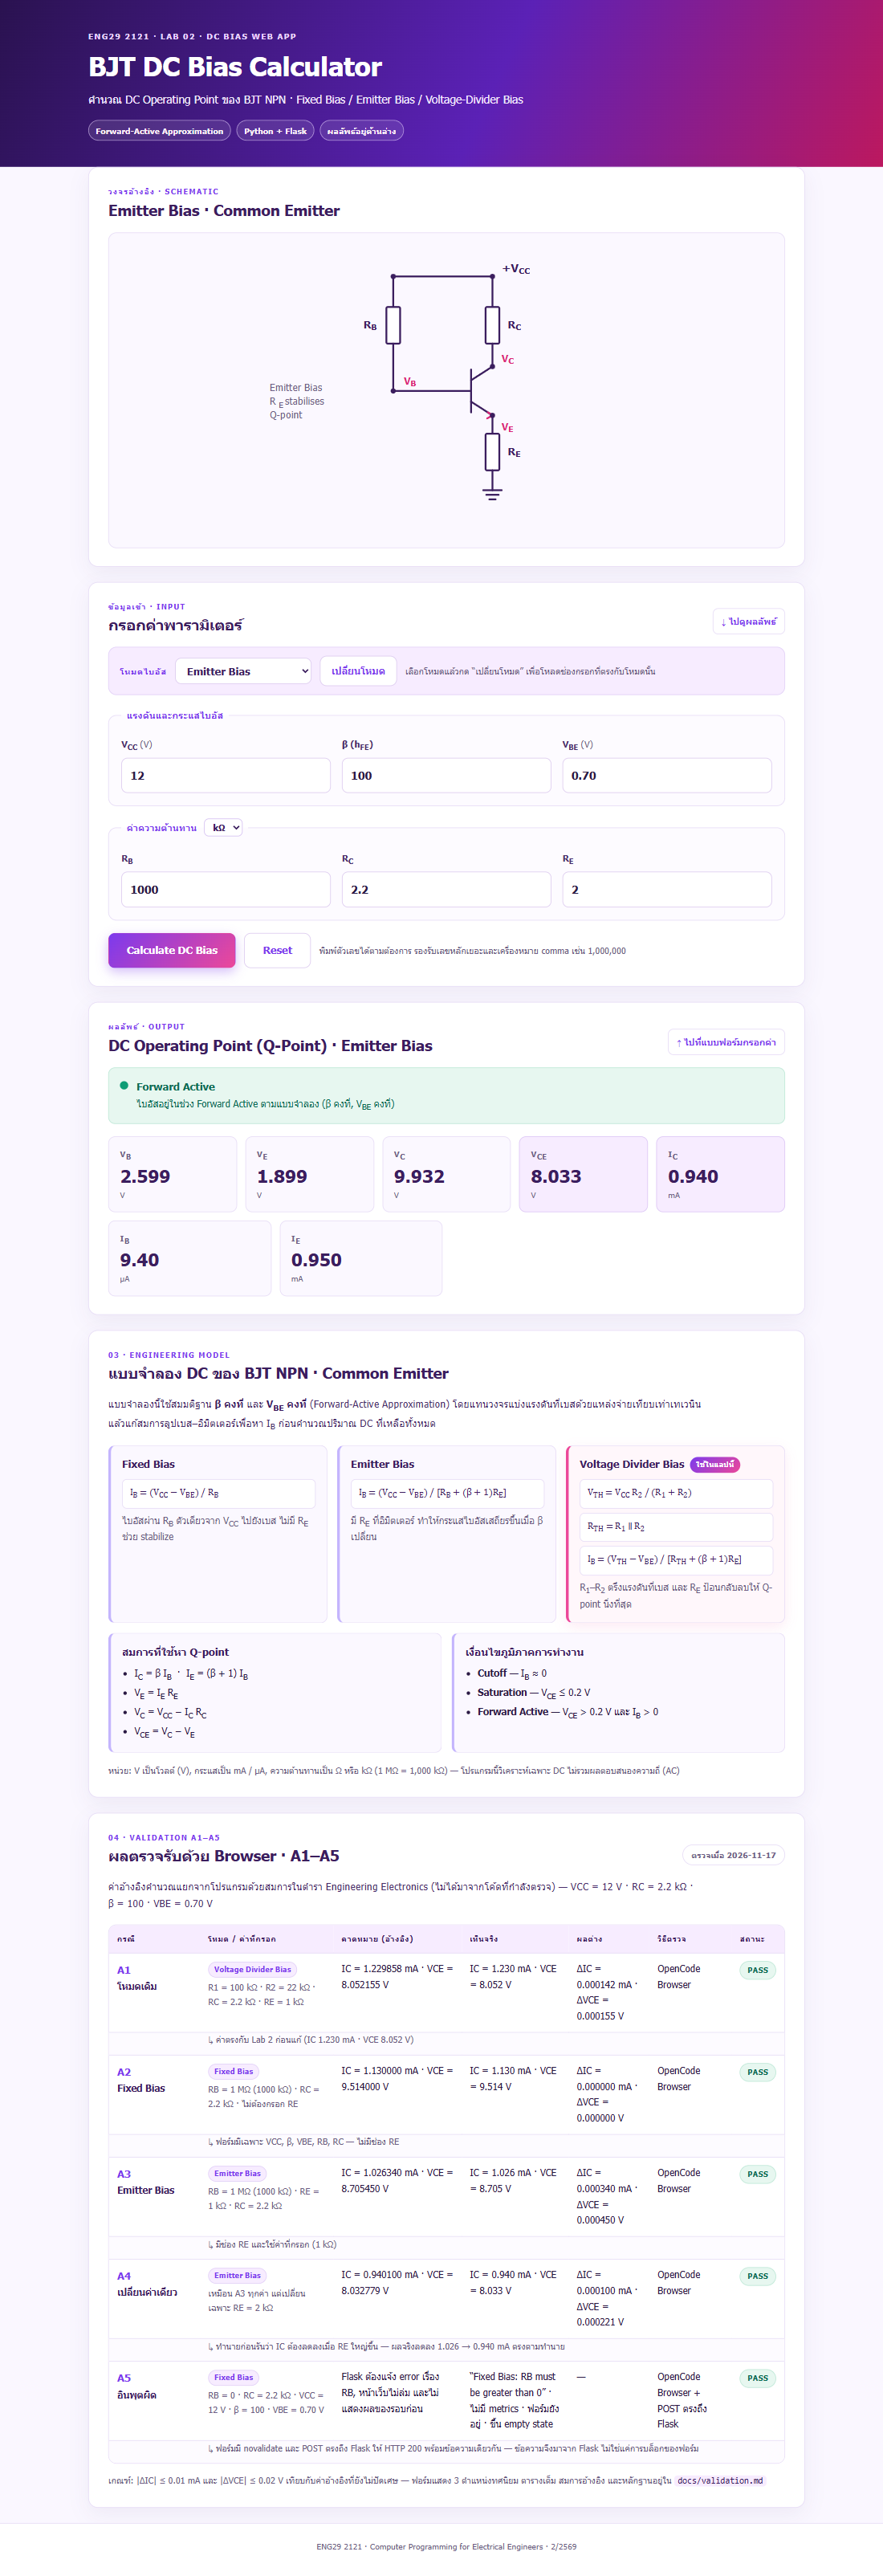 ENG29 2121 · LAB 02 · DC BIAS WEB APP
BJT DC Bias Calculator
คำนวณ DC Operating Point ของ BJT NPN · Fixed Bias / Emitter Bias / Voltage-Divider Bias
Forward-Active Approximation
Python + Flask
ผลลัพธ์อยู่ด้านล่าง
วงจรอ้างอิง · SCHEMATIC
Emitter Bias · Common Emitter
+VCC
RB
RC
VC
VB
Emitter Bias
R E stabilises
Q-point
VE
RE
ข้อมูลเข้า · INPUT
กรอกค่าพารามิเตอร์
↓ ไปดูผลลัพธ์
โหมดไบอัส
Emitter Bias
เปลี่ยนโหมด
เลือกโหมดแล้วกด "เปลี่ยนโหมด" เพื่อโหลดช่องกรอกที่ตรงกับโหมดนั้น
แรงดันและกระแสไบอัส
VCC (V)
β (hFE)
VBE (V)
12
100
0.70
ค่าความต้านทาน
kΩ
RB
RC
RE
1000
2.2
2
Calculate DC Bias
Reset
พิมพ์ตัวเลขได้ตามต้องการ รองรับเลขหลักเยอะและเครื่องหมาย comma เช่น 1,000,000
ผลลัพธ์ · OUTPUT
DC Operating Point (Q-Point) · Emitter Bias
↑ ไปที่แบบฟอร์มกรอกค่า
Forward Active
ไบอัสอยู่ในช่วง Forward Active ตามแบบจำลอง (β คงที่, VBE คงที่)
VB
2.599
V
VE
1.899
V
VC
9.932
V
VCE
8.033
V
IC
0.940
mA
IB
9.40
µA
IE
0.950
mA
03 · ENGINEERING MODEL
แบบจำลอง DC ของ BJT NPN · Common Emitter
แบบจำลองนี้ใช้สมมติฐาน β คงที่ และ VBE คงที่ (Forward-Active Approximation) โดยแทนวงจรแบ่งแรงดันที่เบสด้วยแหล่งจ่ายเทียบเท่าเทเวนิน
แล้วแก้สมการลูปเบส–อิมิตเตอร์เพื่อหา IB ก่อนคำนวณปริมาณ DC ที่เหลือทั้งหมด
Fixed Bias
IB = (VCC − VBE) / RB
ไบอัสผ่าน RB ตัวเดียวจาก VCC ไปยังเบส ไม่มี RE
ช่วย stabilize
Emitter Bias
IB = (VCC − VBE) / [RB + (β + 1)RE]
มี RE ที่อิมิตเตอร์ ทำให้กระแสไบอัสเสถียรขึ้นเมื่อ β
เปลี่ยน
Voltage Divider Bias
ใช้ในแอปนี้
VTH = VCC R2 / (R1 + R2)
RTH = R1 ∥ R2
IB = (VTH − VBE) / [RTH + (β + 1)RE]
R1–R2 ตรึงแรงดันที่เบส และ RE ป้อนกลับลบให้ Q-
point นิ่งที่สุด
สมการที่ใช้หา Q-point
• IC = β IB · IE = (β + 1) IB
• VE = IE RE
• VC = VCC − IC RC
• VCE = VC − VE
เงื่อนไขภูมิภาคการทำงาน
• Cutoff — IB ≈ 0
• Saturation — VCE ≤ 0.2 V
• Forward Active — VCE > 0.2 V และ IB > 0
หน่วย: V เป็นโวลต์ (V), กระแสเป็น mA / µA, ความต้านทานเป็น Ω หรือ kΩ (1 MΩ = 1,000 kΩ) — โปรแกรมนี้วิเคราะห์เฉพาะ DC ไม่รวมผลตอบสนองความถี่ (AC)
04 · VALIDATION A1–A5
ผลตรวจรับด้วย Browser · A1–A5
ตรวจเมื่อ 2026-11-17
ค่าอ้างอิงคำนวณแยกจากโปรแกรมด้วยสมการในตำรา Engineering Electronics (ไม่ได้มาจากโค้ดที่กำลังตรวจ) — VCC = 12 V · RC = 2.2 kΩ ·
β = 100 · VBE = 0.70 V
กรณี
โหมด / ค่าที่กรอก
คาดหมาย (อ้างอิง)
เห็นจริง
ผลต่าง
วิธีตรวจ
สถานะ
A1
โหมดเดิม
Voltage Divider Bias
R1 = 100 kΩ · R2 = 22 kΩ ·
RC = 2.2 kΩ · RE = 1 kΩ
IC = 1.229858 mA · VCE =
8.052155 V
IC = 1.230 mA · VCE
= 8.052 V
ΔIC =
0.000142 mA ·
ΔVCE =
0.000155 V
OpenCode
Browser
PASS
↳ ค่าตรงกับ Lab 2 ก่อนแก้ (IC 1.230 mA · VCE 8.052 V)
A2
Fixed Bias
Fixed Bias
RB = 1 MΩ (1000 kΩ) · RC =
2.2 kΩ · ไม่ต้องกรอก RE
IC = 1.130000 mA · VCE =
9.514000 V
IC = 1.130 mA · VCE
= 9.514 V
ΔIC =
0.000000 mA ·
ΔVCE =
0.000000 V
OpenCode
Browser
PASS
↳ ฟอร์มมีเฉพาะ VCC, β, VBE, RB, RC — ไม่มีช่อง RE
A3
Emitter Bias
Emitter Bias
RB = 1 MΩ (1000 kΩ) · RE =
1 kΩ · RC = 2.2 kΩ
IC = 1.026340 mA · VCE =
8.705450 V
IC = 1.026 mA · VCE
= 8.705 V
ΔIC =
0.000340 mA ·
ΔVCE =
0.000450 V
OpenCode
Browser
PASS
↳ มีช่อง RE และใช้ค่าที่กรอก (1 kΩ)
A4
เปลี่ยนค่าเดียว
Emitter Bias
เหมือน A3 ทุกค่า แต่เปลี่ยน
เฉพาะ RE = 2 kΩ
IC = 0.940100 mA · VCE =
8.032779 V
IC = 0.940 mA · VCE
= 8.033 V
ΔIC =
0.000100 mA ·
ΔVCE =
0.000221 V
OpenCode
Browser
PASS
↳ ทำนายก่อนรันว่า IC ต้องลดลงเมื่อ RE ใหญ่ขึ้น — ผลจริงลดลง 1.026 → 0.940 mA ตรงตามทำนาย
A5
อินพุตผิด
Fixed Bias
RB = 0 · RC = 2.2 kΩ · VCC =
12 V · β = 100 · VBE = 0.70 V
Flask ต้องแจ้ง error เรื่อง
RB, หน้าเว็บไม่ล่ม และไม่
แสดงผลของรอบก่อน
"Fixed Bias: RB must
be greater than 0" ·
ไม่มี metrics · ฟอร์มยัง
อยู่ · ขึ้น empty state
—
OpenCode
Browser +
POST ตรงถึง
Flask
PASS
↳ ฟอร์มมี novalidate และ POST ตรงถึง Flask ได้ HTTP 200 พร้อมข้อความเดียวกัน — ข้อความจึงมาจาก Flask ไม่ใช่แค่การบล็อกของฟอร์ม
เกณฑ์: |ΔIC| ≤ 0.01 mA และ |ΔVCE| ≤ 0.02 V เทียบกับค่าอ้างอิงที่ยังไม่ปัดเศษ — ฟอร์มแสดง 3 ตำแหน่งทศนิยม ตารางเต็ม สมการอ้างอิง และหลักฐานอยู่ใน docs/validation.md
ENG29 2121 · Computer Programming for Electrical Engineers · 2/2569